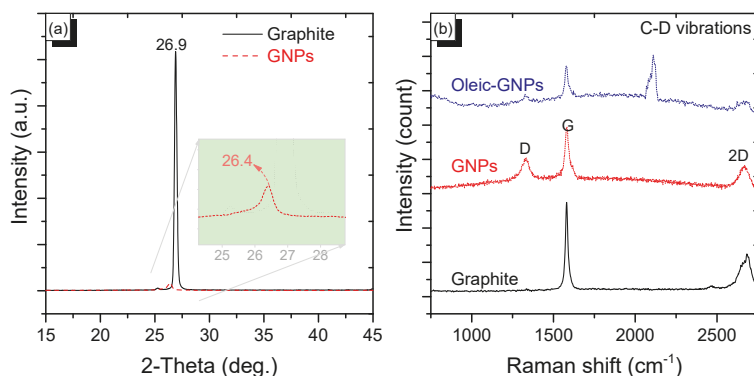 (a)
26.9
Graphite
GNPs
26.4
25 26 27 28
Intensity (a.u.)
15 20 25 30 35 40 45
2-Theta (deg.)
(b)
C-D vibrations
Oleic-GNPs
D
G
GNPs
2D
Graphite
Intensity (count)
1000 1500 2000 2500
Raman shift (cm⁻¹)